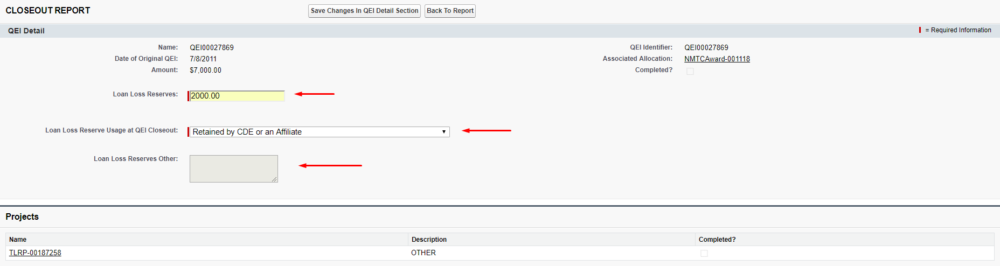 CLOSEOUT REPORT
Save Changes In QEI Detail Section
Back To Report
QEI Detail
= Required Information
Name: QEI00027869
QEI Identifier: QEI00027869
Date of Original QEI: 7/8/2011
Associated Allocation: NMTCAward-001118
Amount: $7,000.00
Completed?
Loan Loss Reserves: 2000.00
Loan Loss Reserve Usage at QEI Closeout: Retained by CDE or an Affiliate
Loan Loss Reserves Other:
Projects
Name Description Completed?
TLRP-00187258 OTHER